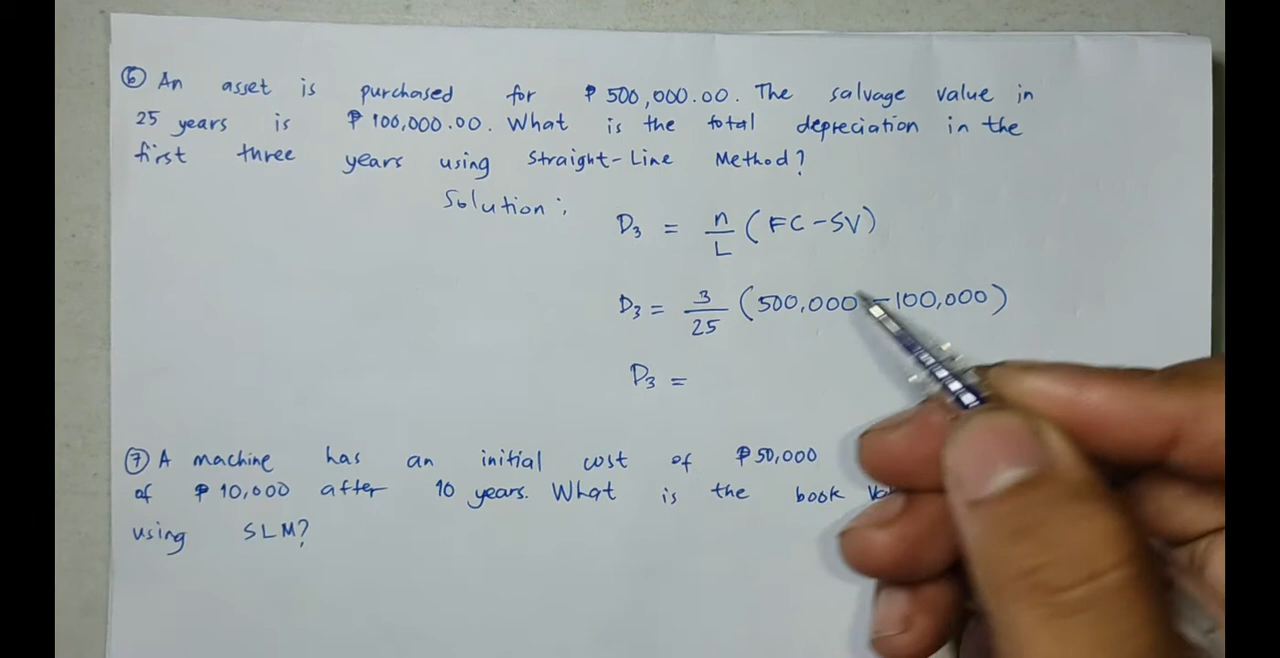 ⑥ An asset is purchased for ₱ 500,000.00. The salvage value in
25 years is ₱ 100,000.00. What is the total depreciation in the
first three years using Straight-Line Method?
Solution:
D₃ = n/L (FC - SV)
D₃ = 3/25 (500,000 - 100,000)
D₃ =
⑦ A machine has an initial cost of ₱50,000
of ₱ 10,000 after 10 years. What is the book
using SLM?